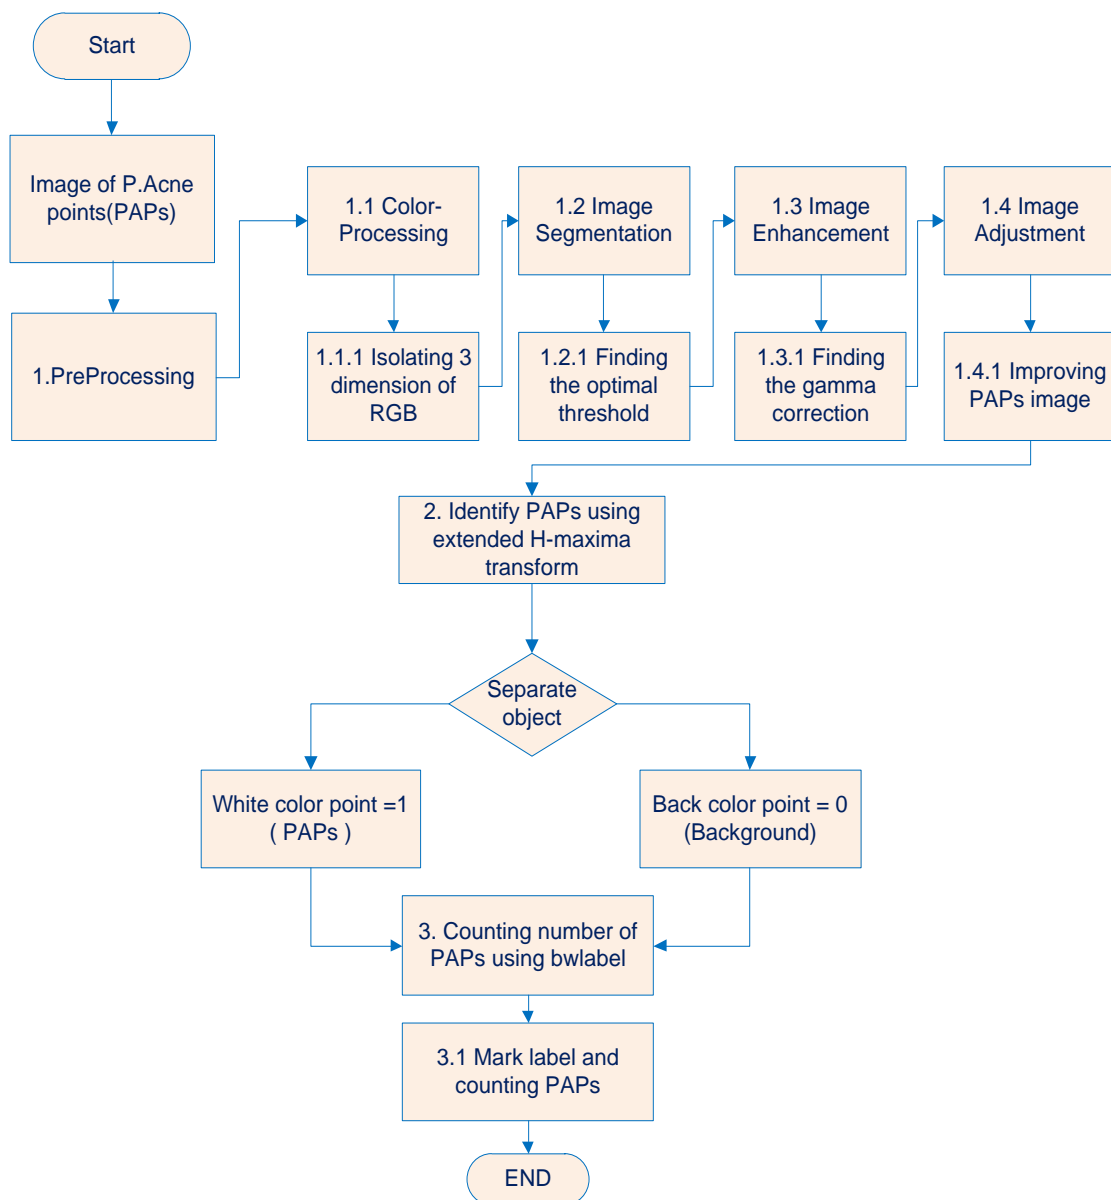 Start
Image of P.Acne
points(PAPs)
1.PreProcessing
1.1 Color-
Processing
1.1.1 Isolating 3
dimension of
RGB
1.2 Image
Segmentation
1.2.1 Finding
the optimal
threshold
1.3 Image
Enhancement
1.3.1 Finding
the gamma
correction
1.4 Image
Adjustment
1.4.1 Improving
PAPs image
2. Identify PAPs using
extended H-maxima
transform
Separate
object
White color point =1
( PAPs )
Back color point = 0
(Background)
3. Counting number of
PAPs using bwlabel
3.1 Mark label and
counting PAPs
END